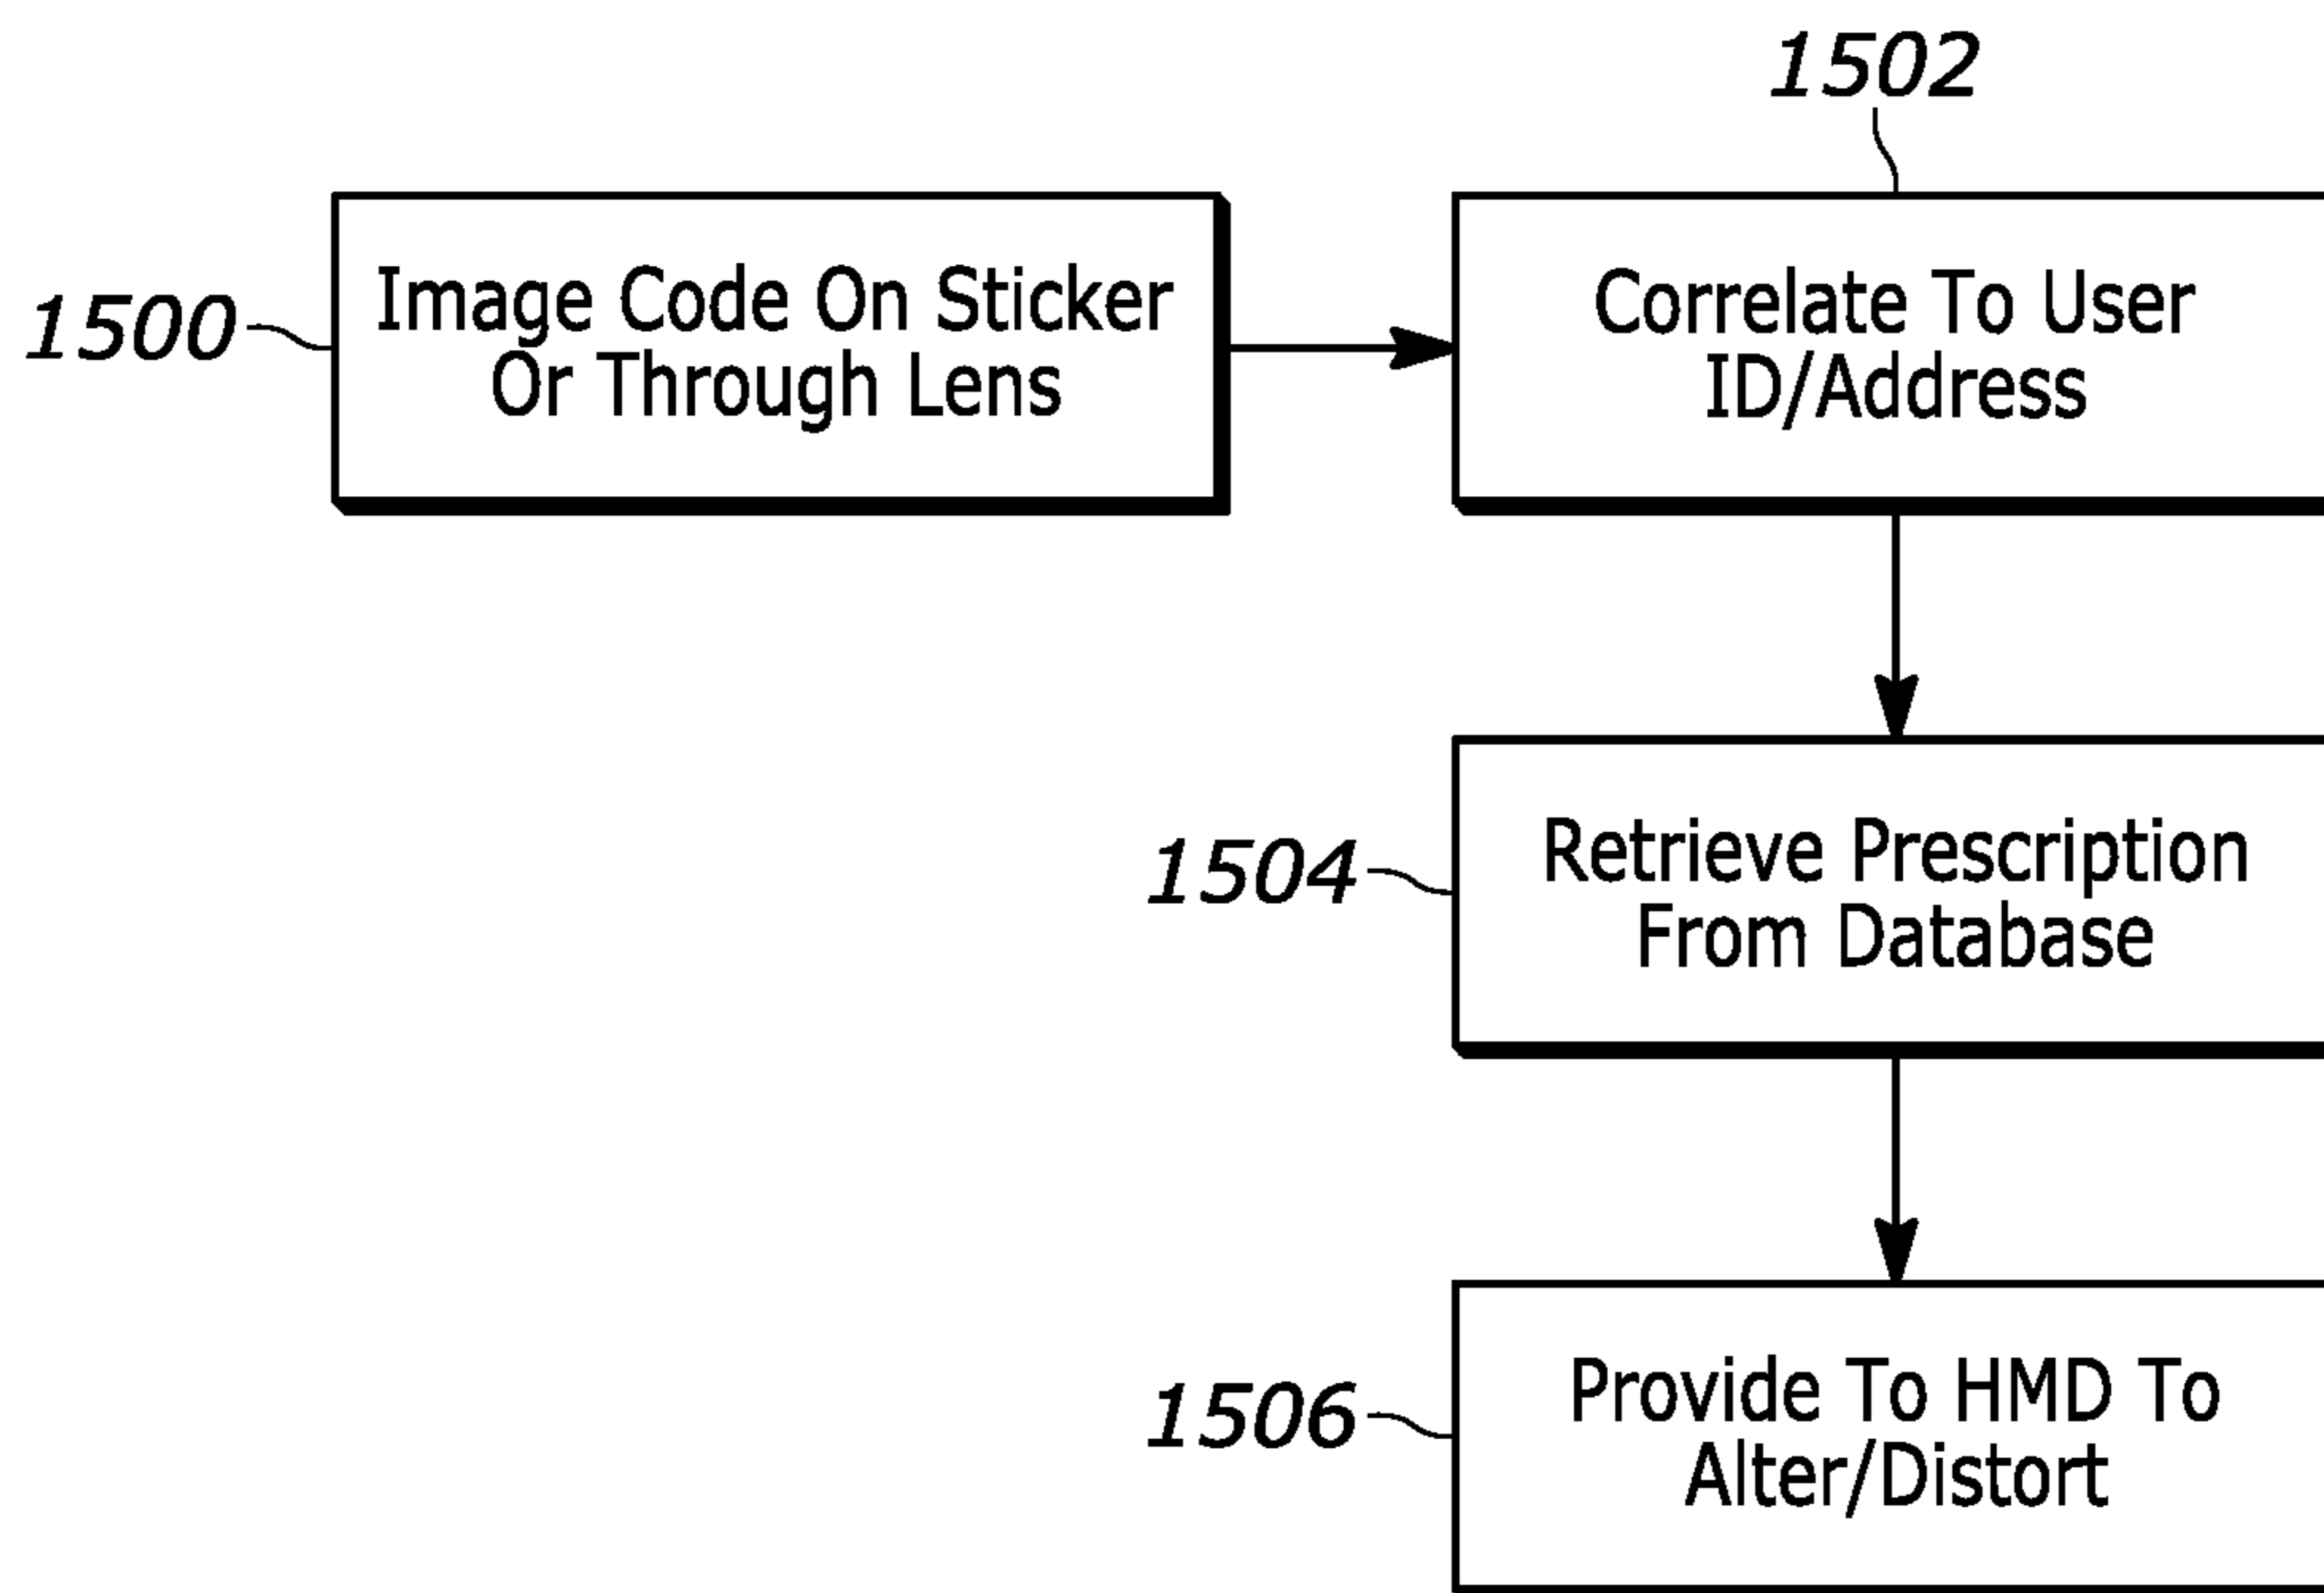 1502
1500
Image Code On Sticker
Or Through Lens
Correlate To User
ID/Address
1504
Retrieve Prescription
From Database
1506
Provide To HMD To
Alter/Distort